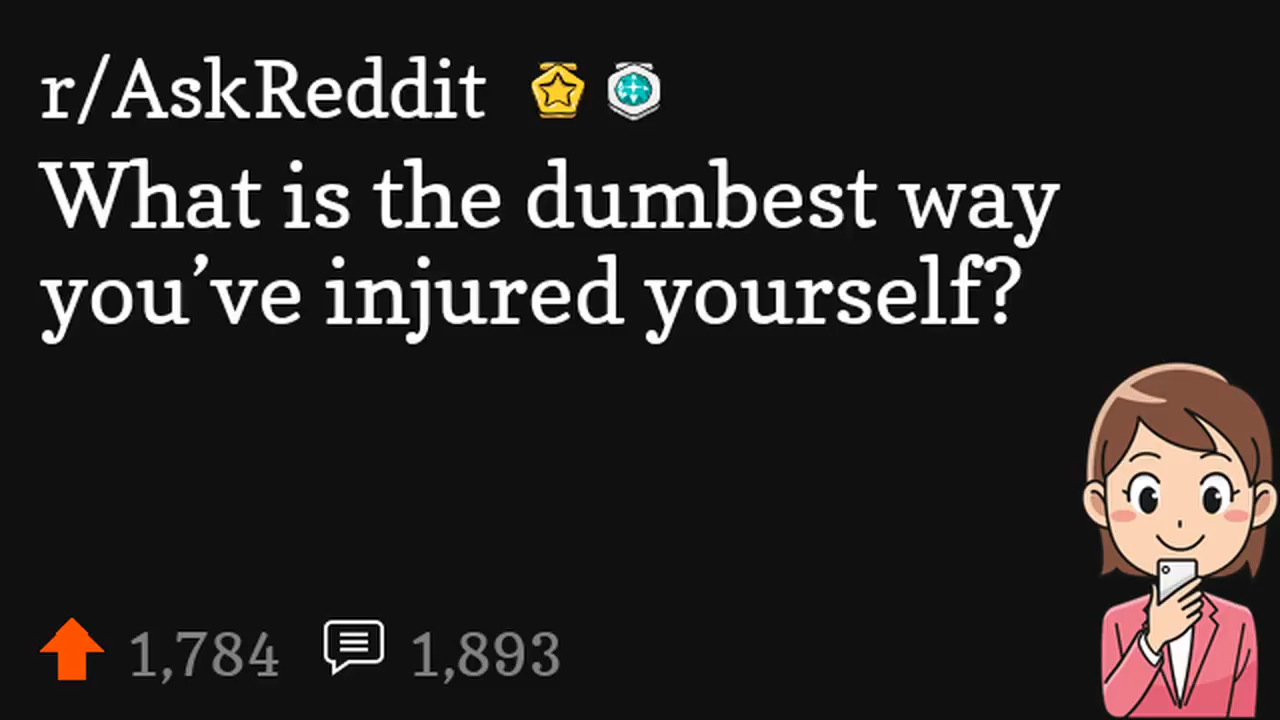 r/AskReddit
What is the dumbest way
you’ve injured yourself?
1,784 1,893